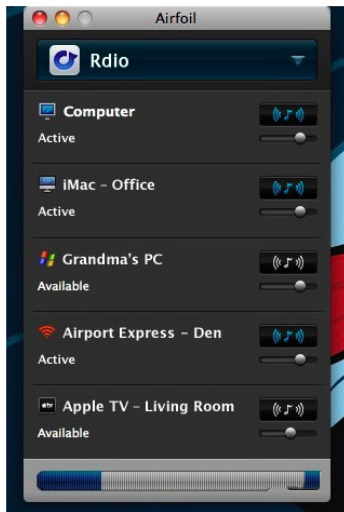 Airfoil
Rdio
Computer
Active
iMac - Office
Active
Grandma's PC
Available
Airport Express - Den
Active
Apple TV - Living Room
Available